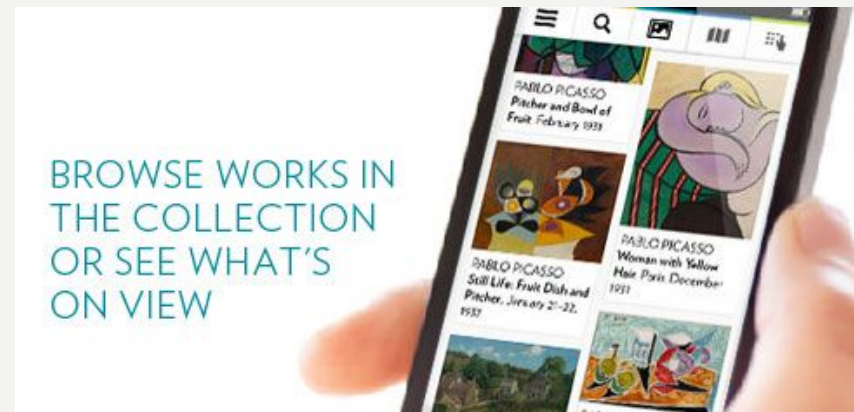 BROWSE WORKS IN
THE COLLECTION
OR SEE WHAT'S
ON VIEW
PABLO PICASSO
Pitcher and Bowl of
Fruit February 1931
PABLO PICASSO
Still Life: Fruit Dish and
Pitcher, January 21-22,
1937
PABLO PICASSO
Woman with Yellow
Hair Paris December
1931